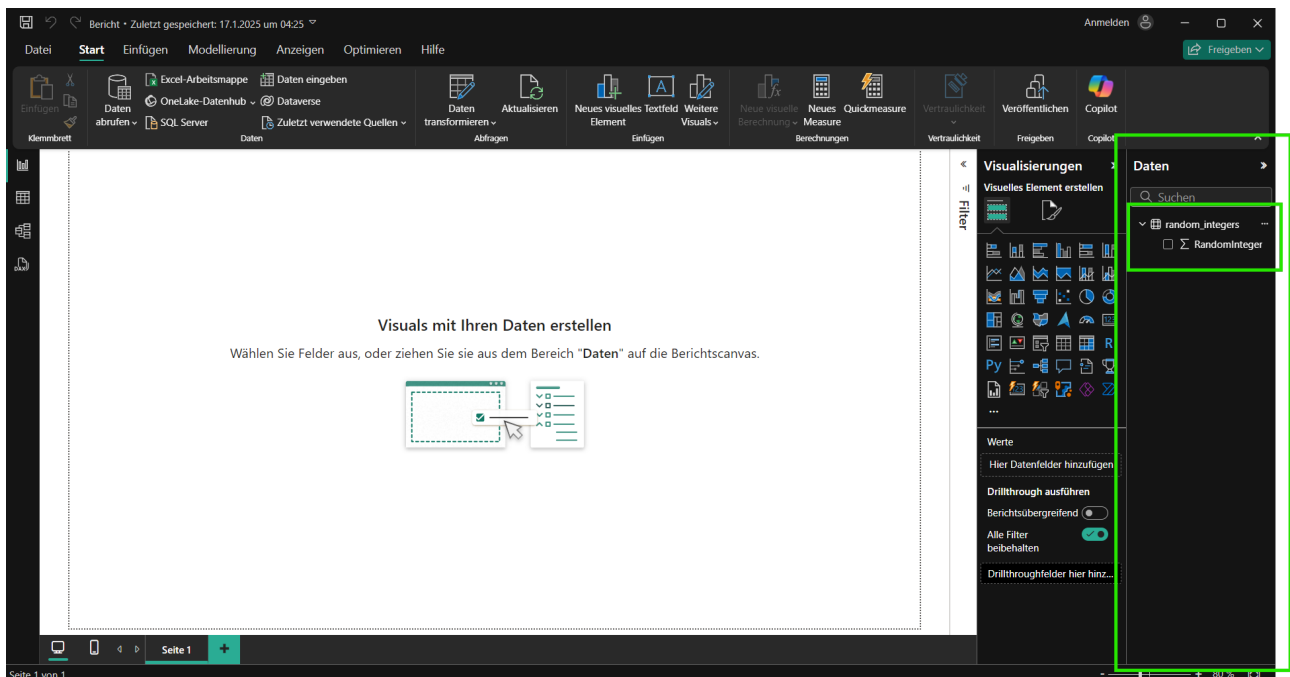 Bericht • Zuletzt gespeichert: 17.1.2025 um 04:25
Anmelden
Datei Start Einfügen Modellierung Anzeigen Optimieren Hilfe
Freigeben
Einfügen
Klemmbrett
Daten abrufen
Excel-Arbeitsmappe
OneLake-Datenhub
SQL Server
Daten eingeben
Dataverse
Zuletzt verwendete Quellen
Daten
Daten transformieren
Aktualisieren
Abfragen
Neues visuelles Element
Textfeld
Weitere Visuals
Einfügen
Neue visuelle Berechnung
Neues Measure
Quickmeasure
Berechnungen
Vertraulichkeit
Vertraulichkeit
Veröffentlichen
Freigeben
Copilot
Copilot
DAX
Visuals mit Ihren Daten erstellen
Wählen Sie Felder aus, oder ziehen Sie sie aus dem Bereich "Daten" auf die Berichtscanvas.
Filter
Visualisierungen
Visuelles Element erstellen
123
R
Py
Werte
Hier Datenfelder hinzufügen
Drillthrough ausführen
Berichtsübergreifend
Alle Filter
beibehalten
Drillthroughfelder hier hinz...
Daten
Suchen
random_integers
RandomInteger
Seite 1
Seite 1 von 1
80 %